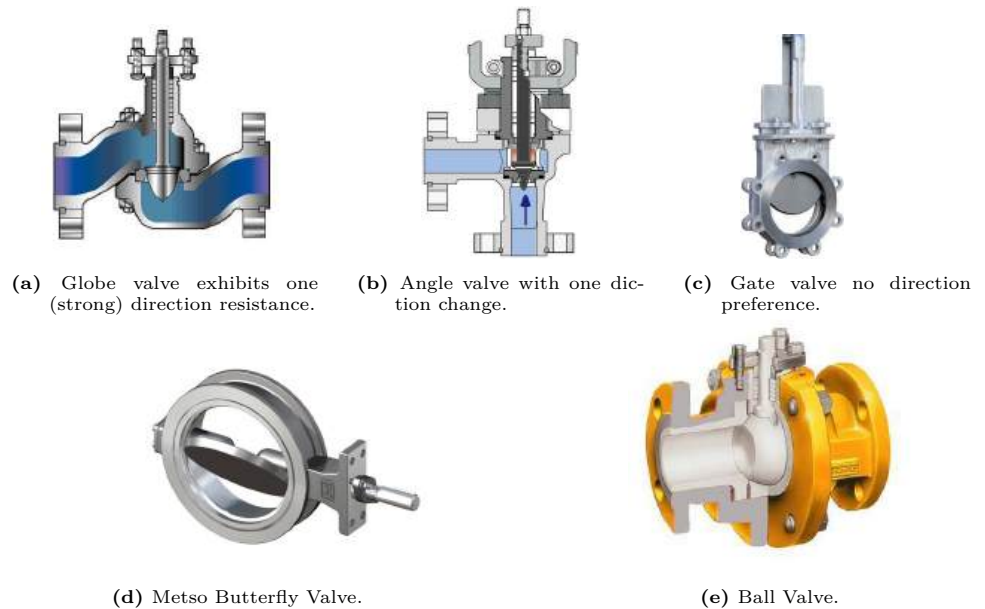 (a) Globe valve exhibits one
(strong) direction resistance.
(b) Angle valve with one dic-
tion change.
(c) Gate valve no direction
preference.
(d) Metso Butterfly Valve.
(e) Ball Valve.